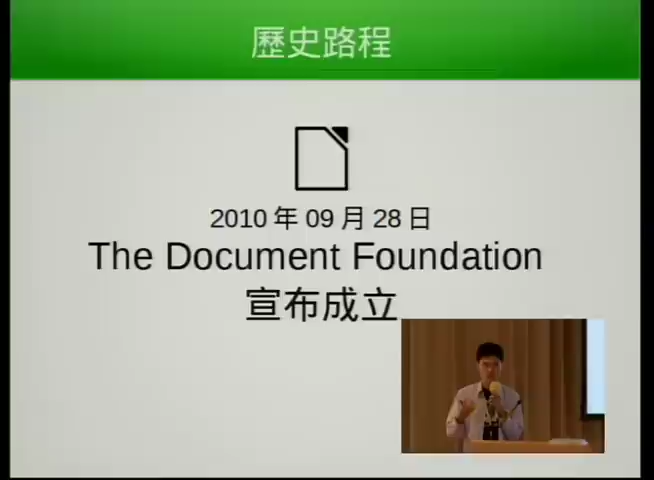 歷史路程
2010 年 09 月 28 日
The Document Foundation
宣布成立